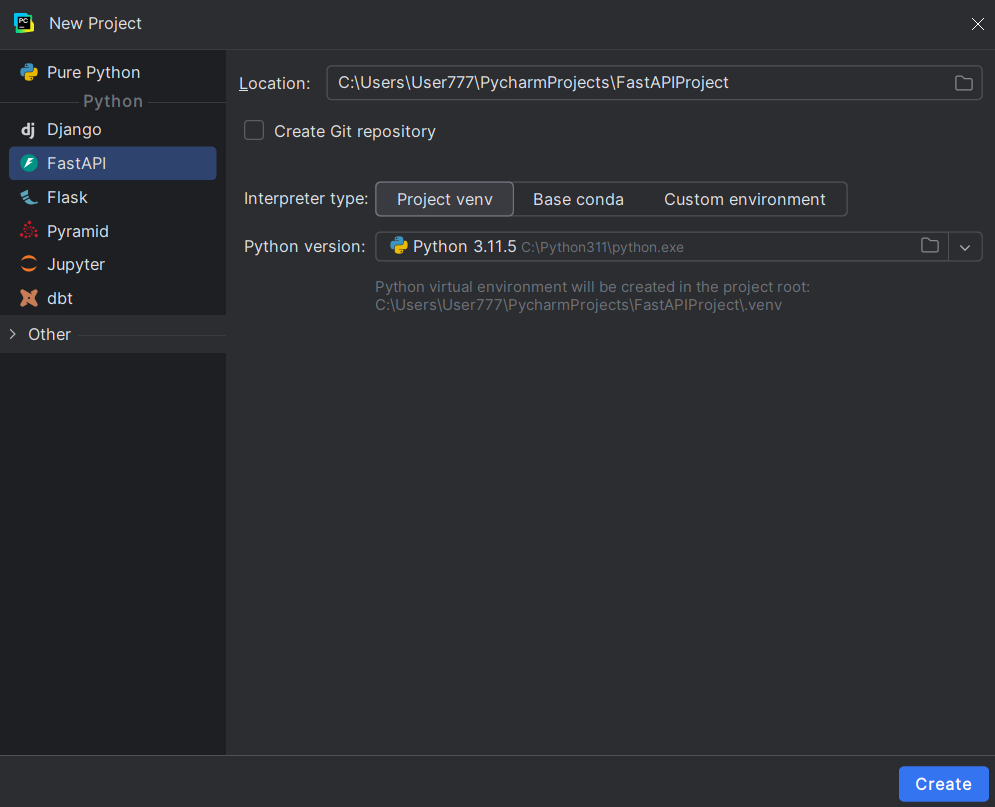 New Project
Pure Python
Python
Django
FastAPI
Flask
Pyramid
Jupyter
dbt
Other
Location: C:\Users\User777\PycharmProjects\FastAPIProject
Create Git repository
Interpreter type: Project venv Base conda Custom environment
Python version: Python 3.11.5 C:\Python311\python.exe
Python virtual environment will be created in the project root:
C:\Users\User777\PycharmProjects\FastAPIProject\.venv
Create